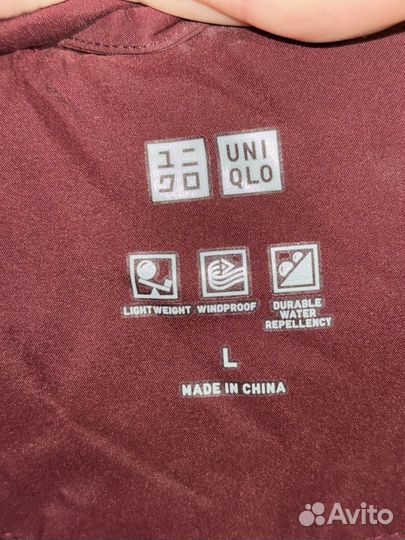 ユニ UNI
クロ QLO
LIGHTWEIGHT WINDPROOF DURABLE
WATER
REPELLENCY
L
MADE IN CHINA
Avito